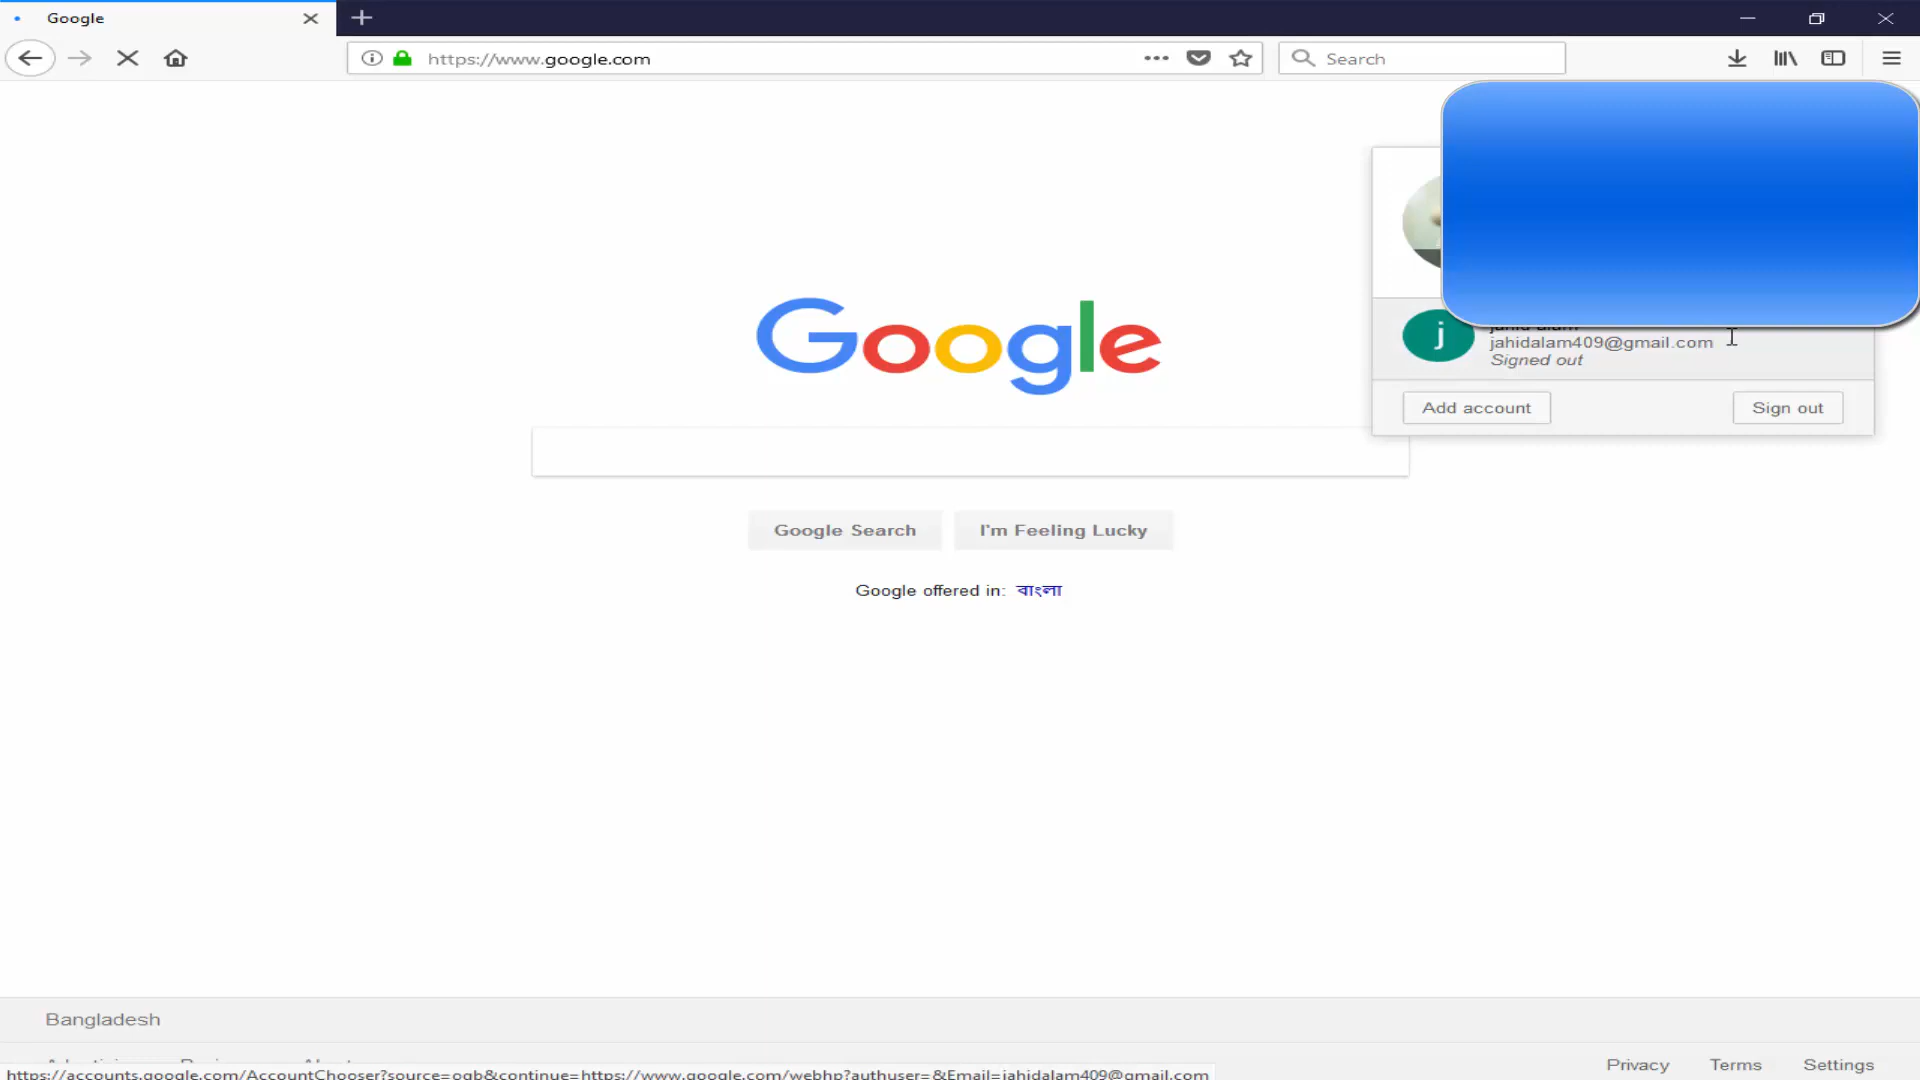 Google
https://www.google.com
Search
Google
j
jahid alam
jahidalam409@gmail.com
Signed out
Add account
Sign out
Google Search
I'm Feeling Lucky
Google offered in: বাংলা
Bangladesh
Privacy
Terms
Settings
https://accounts.google.com/AccountChooser?source=ogb&continue=https://www.google.com/webhp?authuser=&Email=jahidalam409@gmail.com